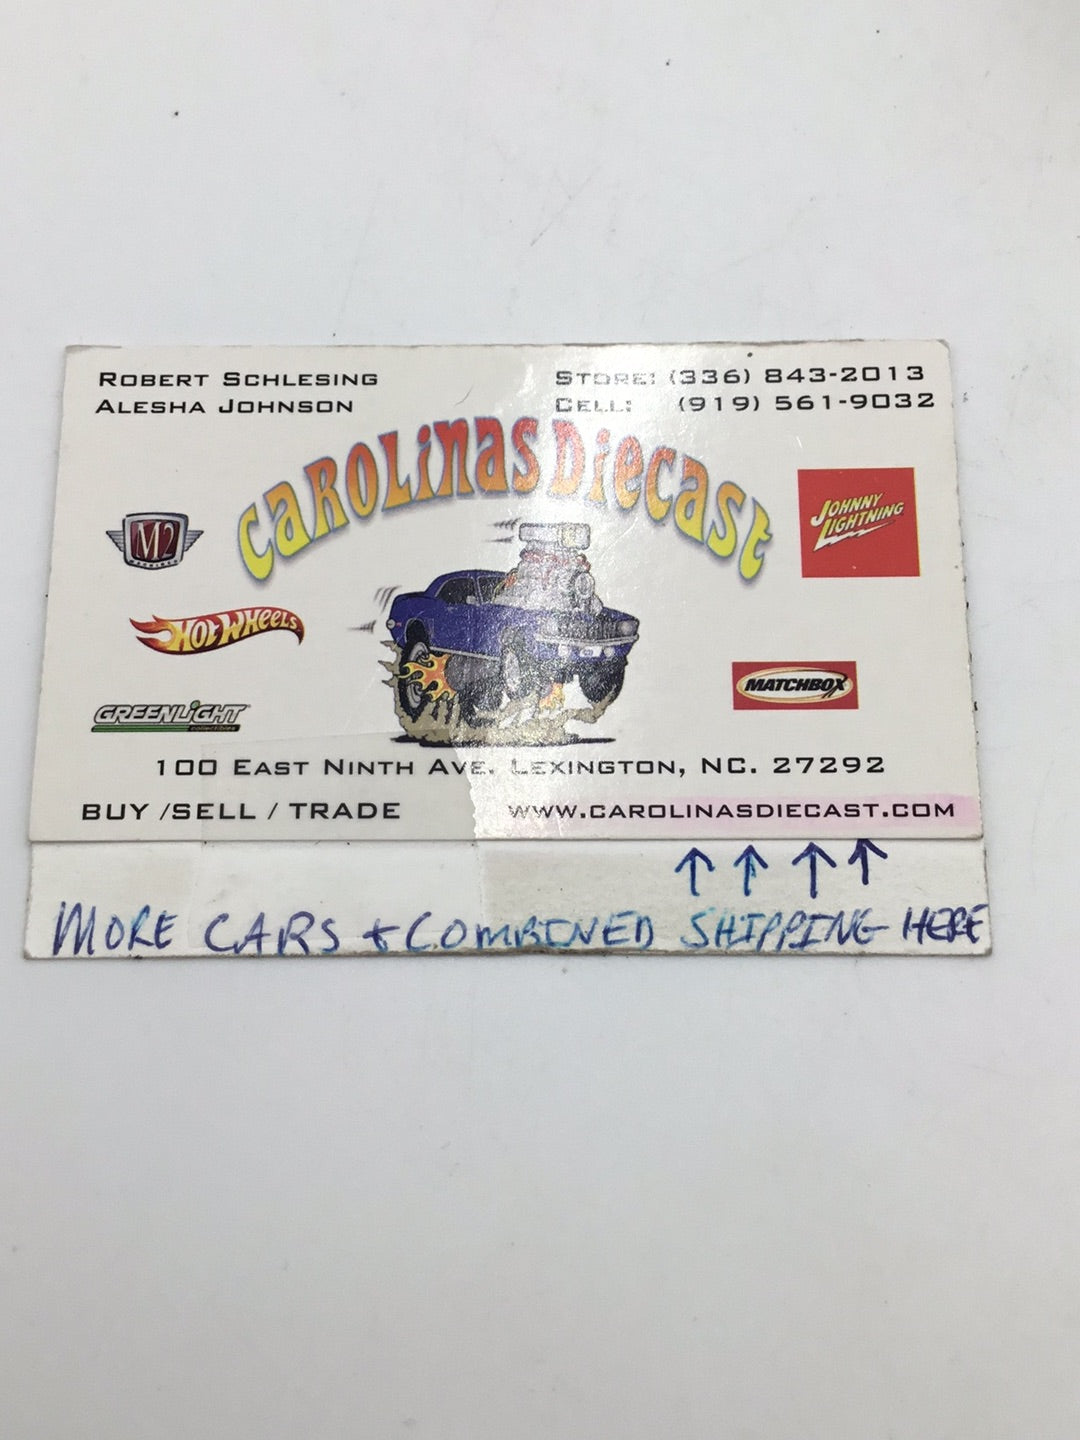 ROBERT SCHLESING
ALESHA JOHNSON
STORE: (336) 843-2013
CELL: (919) 561-9032
CAROLINAS DIECAST
M2
MACHINES
JOHNNY
LIGHTNING
HOT WHEELS
MATCHBOX
GREENLIGHT
collectibles
100 EAST NINTH AVE. LEXINGTON, NC. 27292
BUY /SELL / TRADE
WWW.CAROLINASDIECAST.COM
MORE CARS + COMBINED SHIPPING HERE